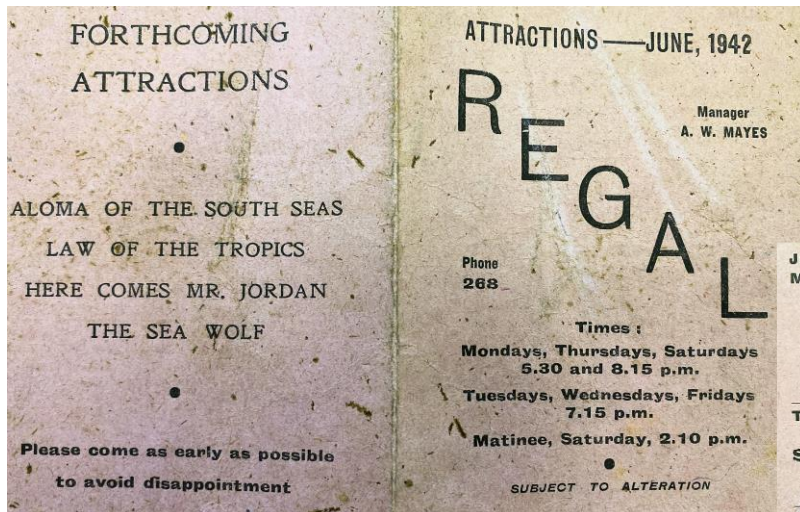 FORTHCOMING
ATTRACTIONS
ALOMA OF THE SOUTH SEAS
LAW OF THE TROPICS
HERE COMES MR. JORDAN
THE SEA WOLF
Please come as early as possible
to avoid disappointment
ATTRACTIONS—JUNE, 1942
REGAL
Manager
A. W. MAYES
Phone
268
Times :
Mondays, Thursdays, Saturdays
5.30 and 8.15 p.m.
Tuesdays, Wednesdays, Fridays
7.15 p.m.
Matinee, Saturday, 2.10 p.m.
SUBJECT TO ALTERATION